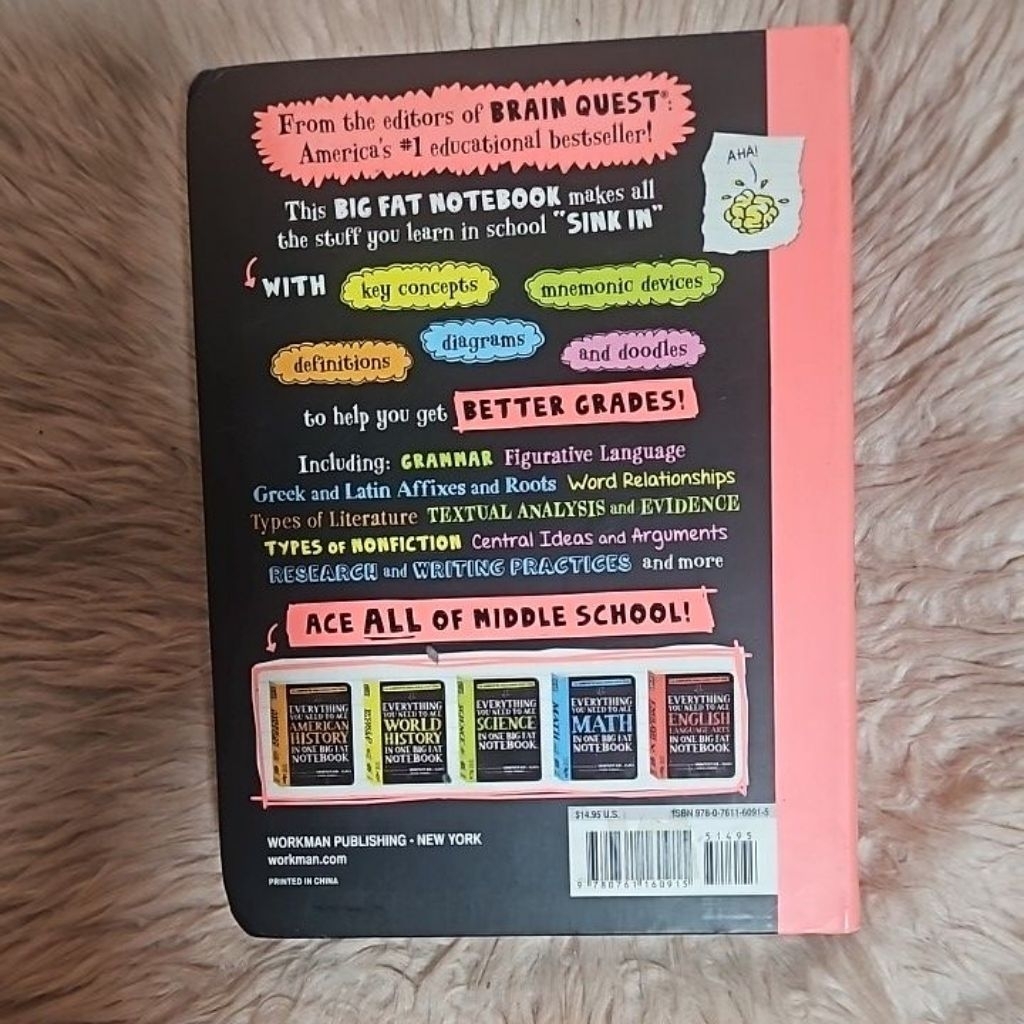 From the editors of BRAIN QUEST®:
America's #1 educational bestseller!
AHA!
This BIG FAT NOTEBOOK makes all
the stuff you learn in school "SINK IN"
WITH key concepts mnemonic devices
definitions diagrams and doodles
to help you get BETTER GRADES!
Including: GRAMMAR Figurative Language
Greek and Latin Affixes and Roots Word Relationships
Types of Literature TEXTUAL ANALYSIS and EVIDENCE
TYPES of NONFICTION Central Ideas and Arguments
RESEARCH and WRITING PRACTICES and more
ACE ALL OF MIDDLE SCHOOL!
EVERYTHING
YOU NEED TO ACE
AMERICAN
HISTORY
IN ONE BIG FAT
NOTEBOOK
EVERYTHING
YOU NEED TO ACE
WORLD
HISTORY
IN ONE BIG FAT
NOTEBOOK
EVERYTHING
YOU NEED TO ACE
SCIENCE
IN ONE BIG FAT
NOTEBOOK
EVERYTHING
YOU NEED TO ACE
MATH
IN ONE BIG FAT
NOTEBOOK
EVERYTHING
YOU NEED TO ACE
ENGLISH
LANGUAGE ARTS
IN ONE BIG FAT
NOTEBOOK
WORKMAN PUBLISHING • NEW YORK
workman.com
PRINTED IN CHINA
$14.95 U.S. ISBN 978-0-7611-6091-5
51495
9 780761 160915